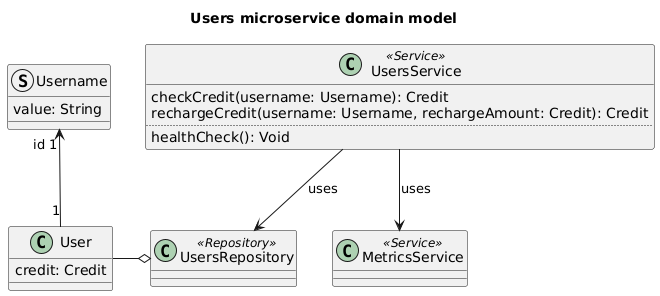 Users microservice domain model
S Username
value: String
C «Service»
UsersService
checkCredit(username: Username): Credit
rechargeCredit(username: Username, rechargeAmount: Credit): Credit
healthCheck(): Void
id 1
1
uses
uses
C User
credit: Credit
C «Repository»
UsersRepository
C «Service»
MetricsService